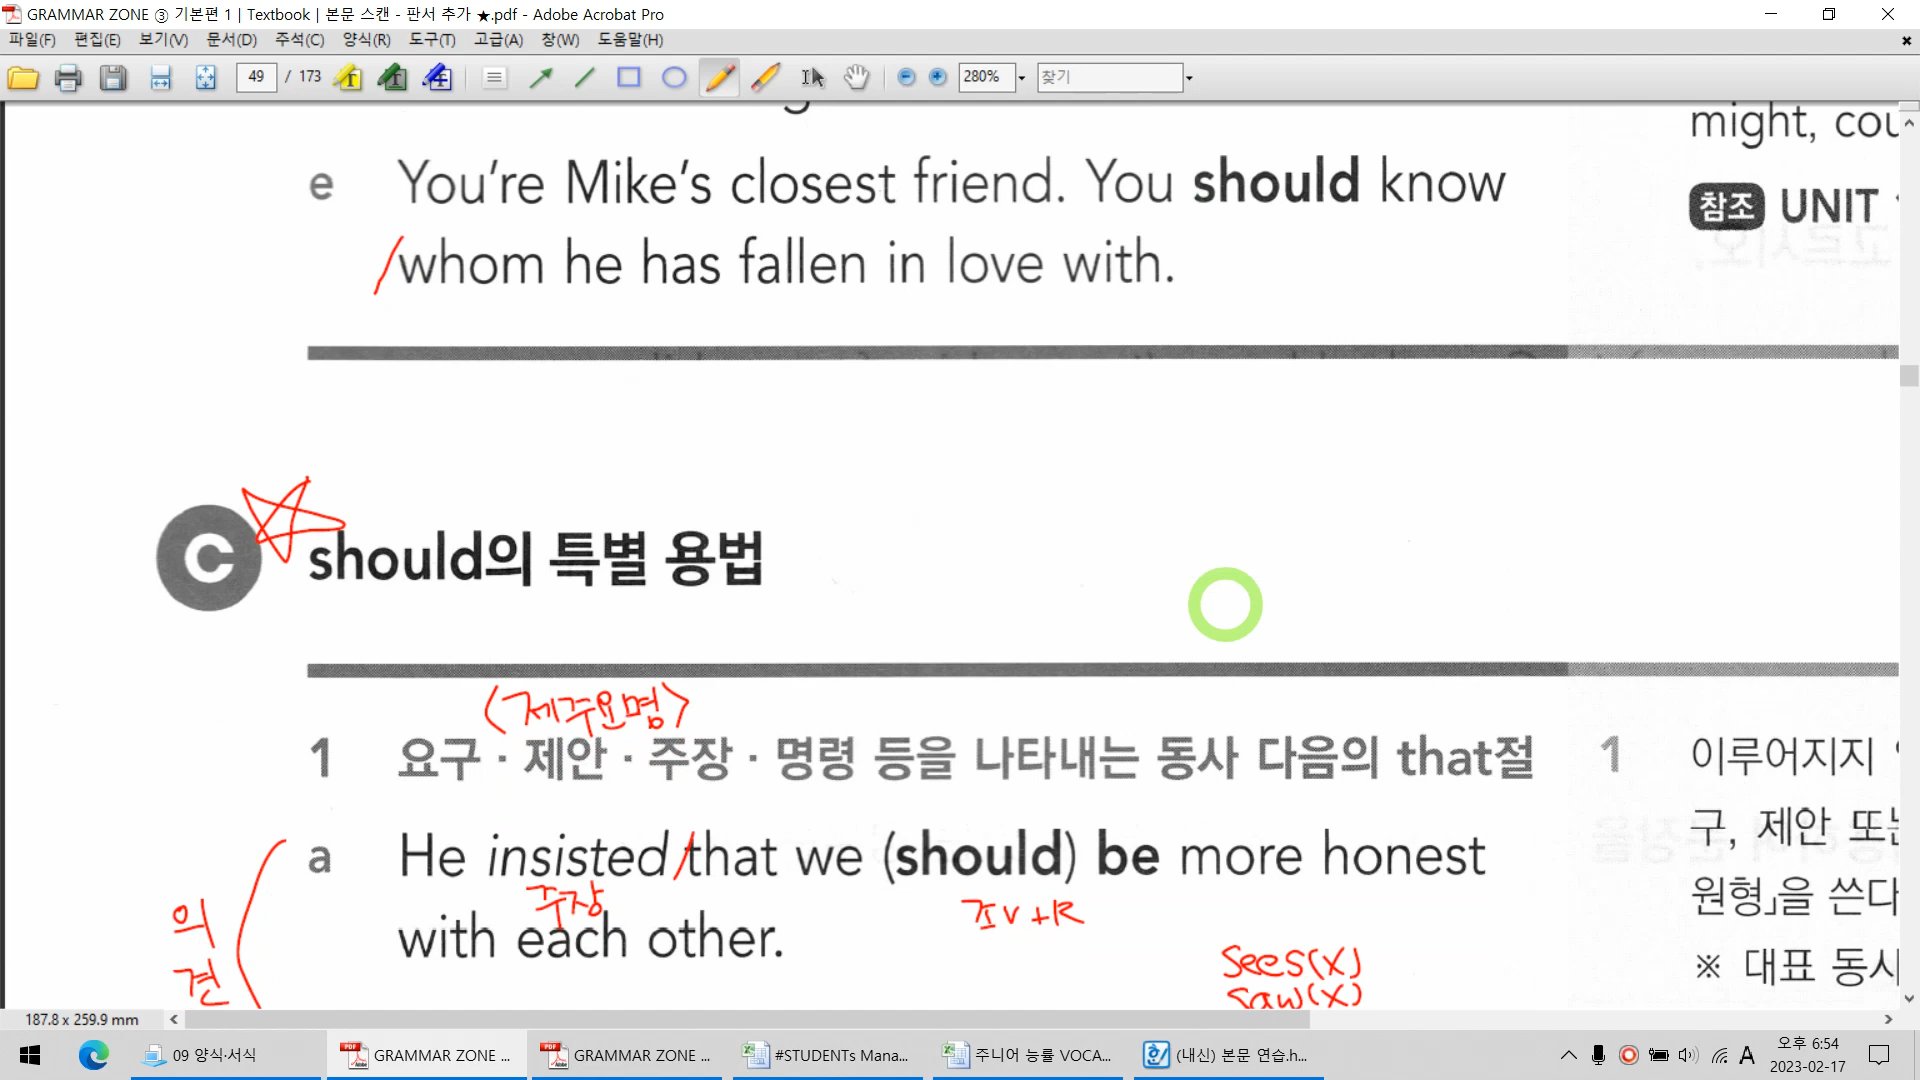 GRAMMAR ZONE ③ 기본편 1 | Textbook | 본문 스캔 - 판서 추가 ★.pdf - Adobe Acrobat Pro
파일(F) 편집(E) 보기(V) 문서(D) 주석(C) 양식(R) 도구(T) 고급(A) 창(W) 도움말(H)
49 / 173 280% 찾기
might, cou
e You're Mike's closest friend. You should know
참조 UNIT
whom he has fallen in love with.
C should의 특별 용법
<제주요명>
1 요구 · 제안 · 주장 · 명령 등을 나타내는 동사 다음의 that절
1 이루어지지
구, 제안 또는
a He insisted that we (should) be more honest
주장
조V+R
원형」을 쓴다
with each other.
의견
sees(X)
saw(X)
※ 대표 동사
187.8 x 259.9 mm
09 양식·서식
GRAMMAR ZONE ...
GRAMMAR ZONE ...
#STUDENTs Mana...
주니어 능률 VOCA...
(내신) 본문 연습.h...
A
오후 6:54
2023-02-17